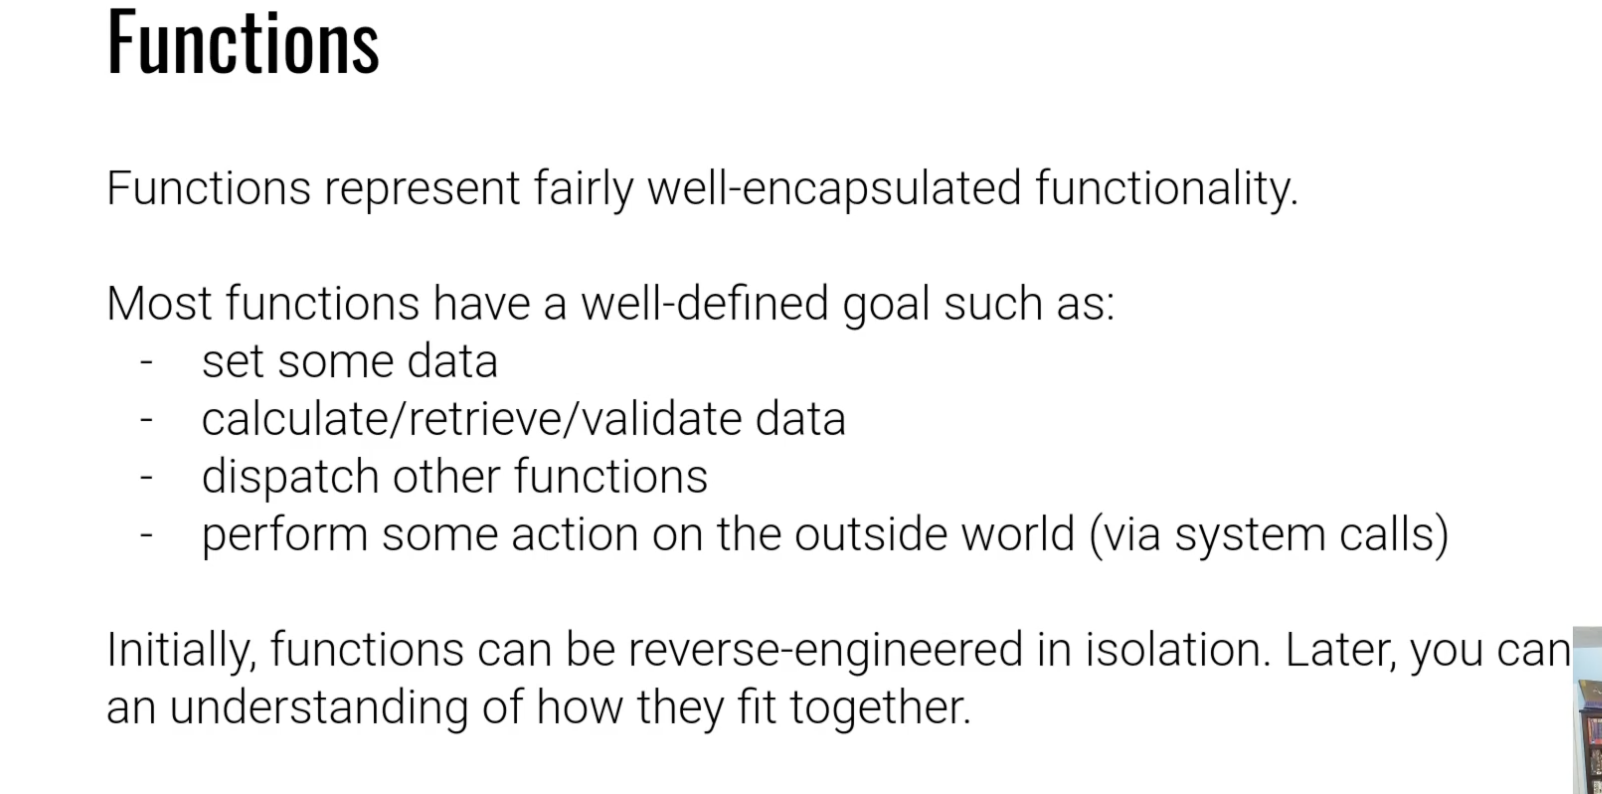 Functions
Functions represent fairly well-encapsulated functionality.
Most functions have a well-defined goal such as:
- set some data
- calculate/retrieve/validate data
- dispatch other functions
- perform some action on the outside world (via system calls)
Initially, functions can be reverse-engineered in isolation. Later, you can
an understanding of how they fit together.